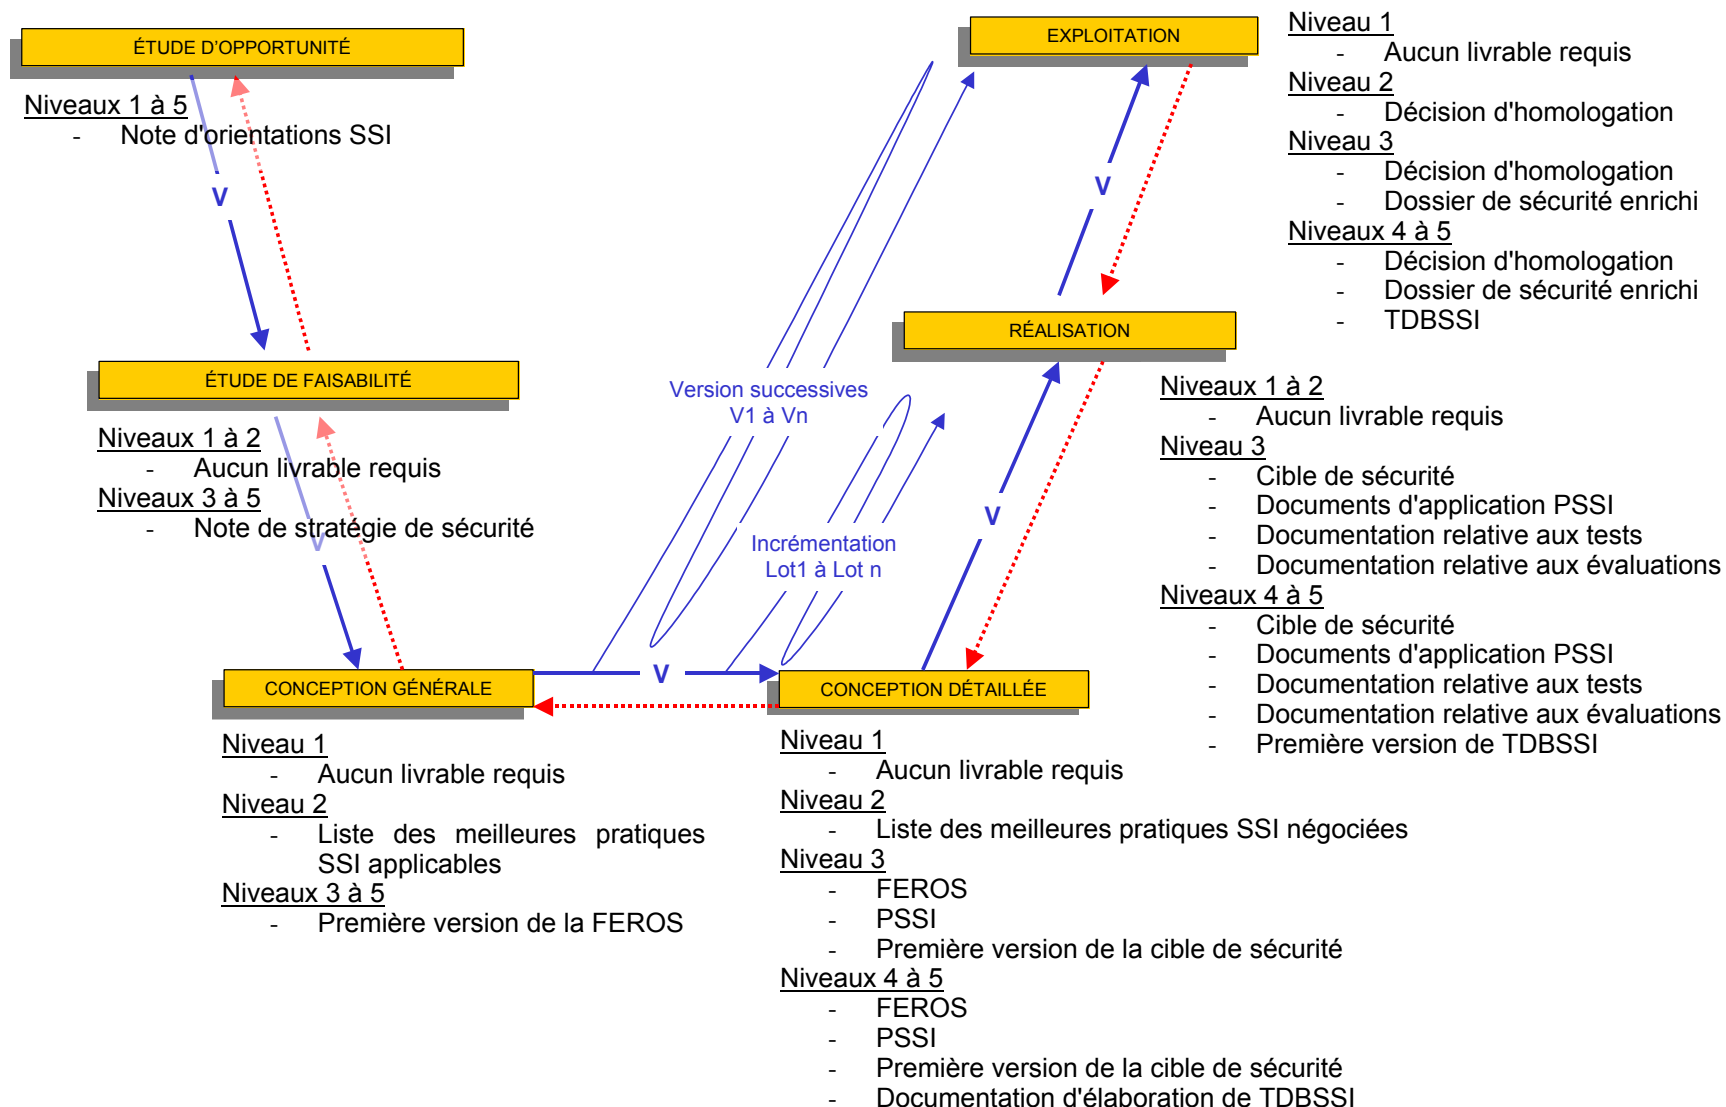 ÉTUDE D'OPPORTUNITÉ
Niveaux 1 à 5
- Note d'orientations SSI
V
ÉTUDE DE FAISABILITÉ
Niveaux 1 à 2
- Aucun livrable requis
Niveaux 3 à 5
- Note de stratégie de sécurité
V
CONCEPTION GÉNÉRALE
Niveau 1
- Aucun livrable requis
Niveau 2
- Liste des meilleures pratiques
SSI applicables
Niveaux 3 à 5
- Première version de la FEROS
V
Version successives
V1 à Vn
Incrémentation
Lot1 à Lot n
CONCEPTION DÉTAILLÉE
Niveau 1
- Aucun livrable requis
Niveau 2
- Liste des meilleures pratiques SSI négociées
Niveau 3
- FEROS
- PSSI
- Première version de la cible de sécurité
Niveaux 4 à 5
- FEROS
- PSSI
- Première version de la cible de sécurité
- Documentation d'élaboration de TDBSSI
V
RÉALISATION
Niveaux 1 à 2
- Aucun livrable requis
Niveau 3
- Cible de sécurité
- Documents d'application PSSI
- Documentation relative aux tests
- Documentation relative aux évaluations
Niveaux 4 à 5
- Cible de sécurité
- Documents d'application PSSI
- Documentation relative aux tests
- Documentation relative aux évaluations
- Première version de TDBSSI
V
EXPLOITATION
Niveau 1
- Aucun livrable requis
Niveau 2
- Décision d'homologation
Niveau 3
- Décision d'homologation
- Dossier de sécurité enrichi
Niveaux 4 à 5
- Décision d'homologation
- Dossier de sécurité enrichi
- TDBSSI